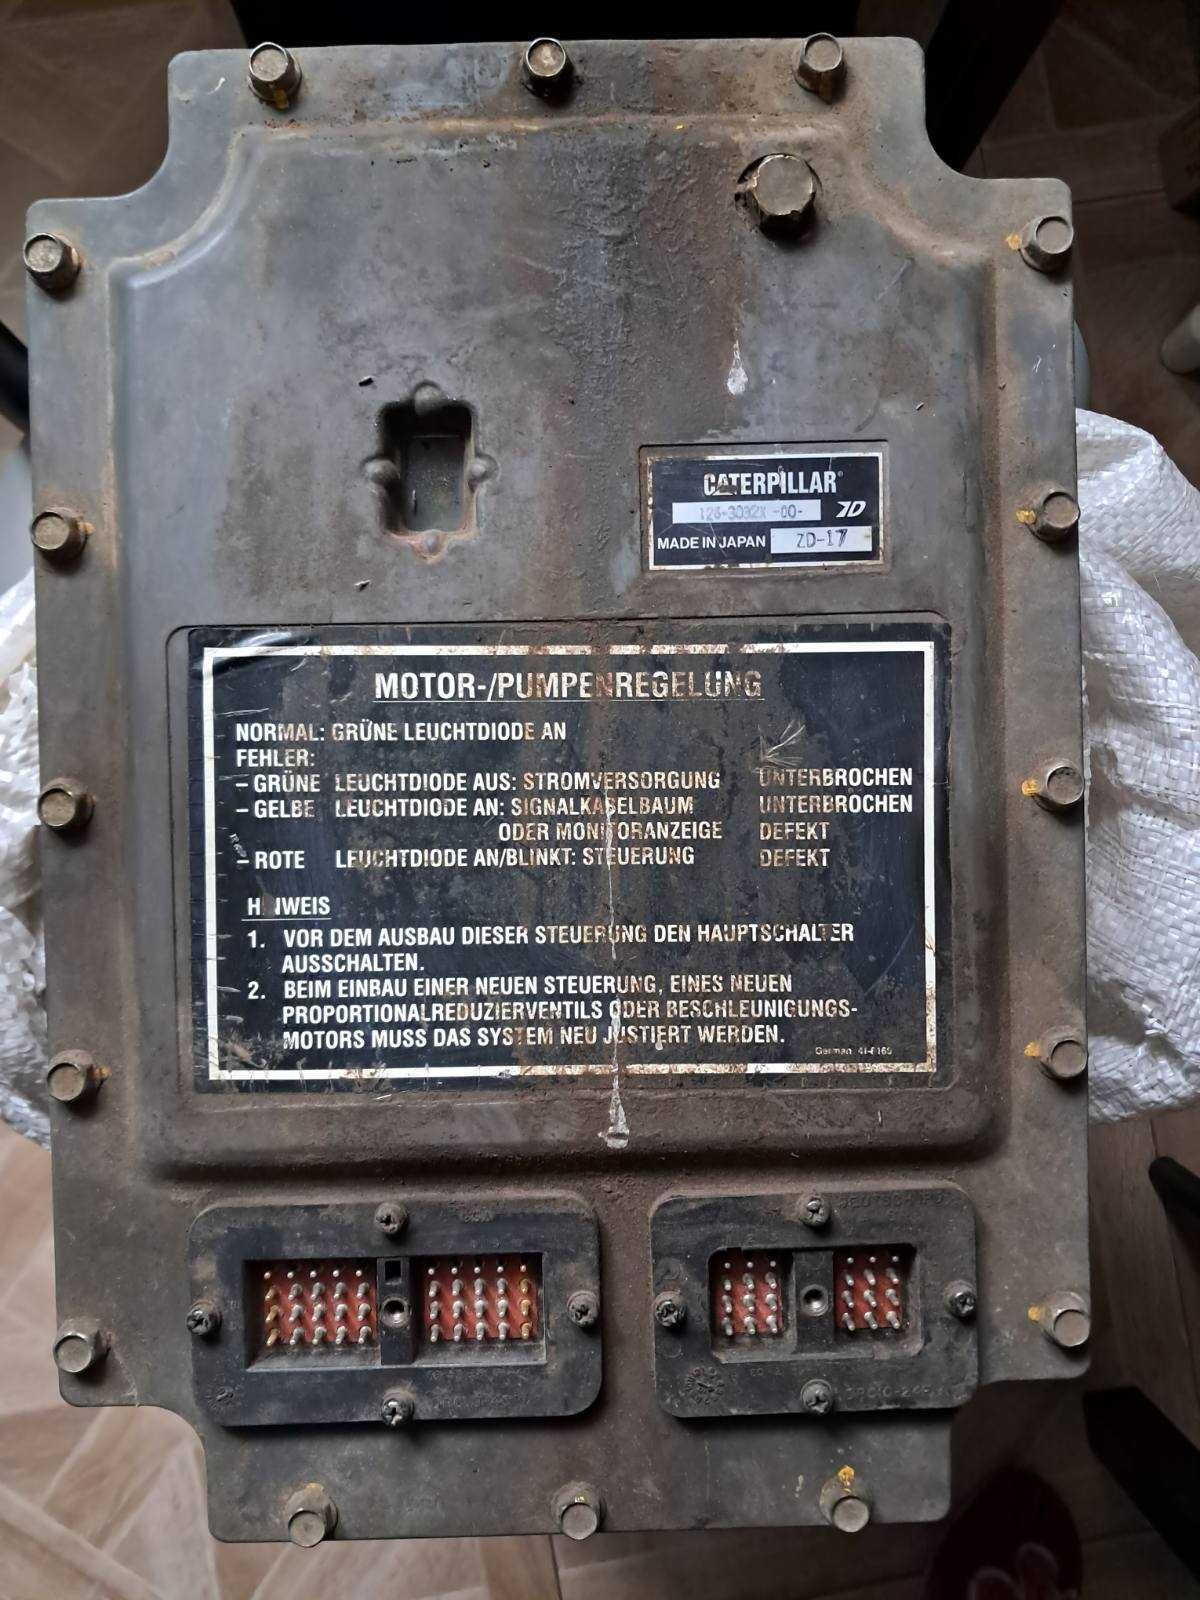 CATERPILLAR®
126-3032X -00-
MADE IN JAPAN ZD-17
MOTOR-/PUMPENREGELUNG
NORMAL: GRÜNE LEUCHTDIODE AN
FEHLER:
– GRÜNE LEUCHTDIODE AUS: STROMVERSORGUNG UNTERBROCHEN
– GELBE LEUCHTDIODE AN: SIGNALKABELBAUM UNTERBROCHEN
ODER MONITORANZEIGE DEFEKT
– ROTE LEUCHTDIODE AN/BLINKT: STEUERUNG DEFEKT
HINWEIS
1. VOR DEM AUSBAU DIESER STEUERUNG DEN HAUPTSCHALTER
AUSSCHALTEN.
2. BEIM EINBAU EINER NEUEN STEUERUNG, EINES NEUEN
PROPORTIONALREDUZIERVENTILS ODER BESCHLEUNIGUNGS-
MOTORS MUSS DAS SYSTEM NEU JUSTIERT WERDEN.
German